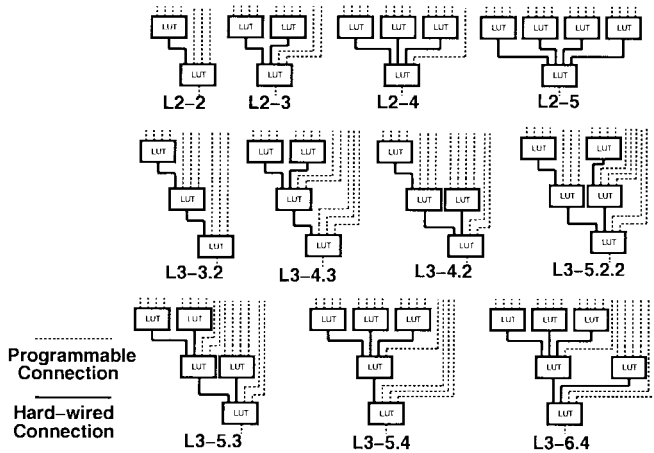 LUT LUT LUT LUT LUT LUT LUT LUT LUT LUT
LUT LUT LUT LUT
L2-2 L2-3 L2-4 L2-5
LUT LUT LUT LUT LUT LUT
LUT LUT LUT LUT LUT LUT
LUT LUT LUT LUT
L3-3.2 L3-4.3 L3-4.2 L3-5.2.2
LUT LUT LUT LUT LUT LUT LUT LUT
LUT LUT LUT LUT LUT
LUT LUT LUT
L3-5.3 L3-5.4 L3-6.4
Programmable
Connection
Hard-wired
Connection